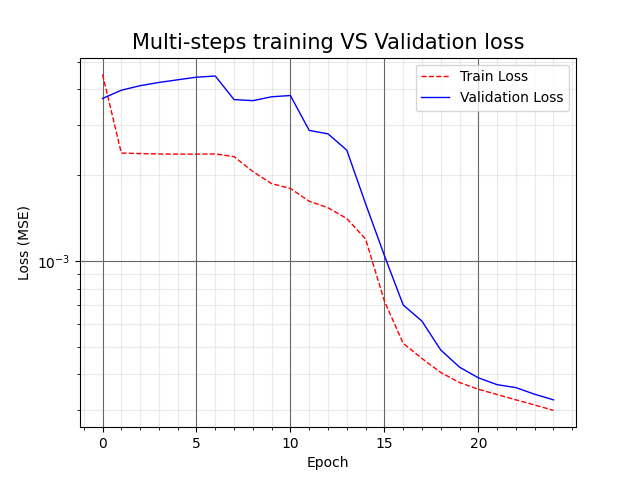 Multi-steps training VS Validation loss
Train Loss
Validation Loss
Loss (MSE)
10⁻³
0 5 10 15 20
Epoch